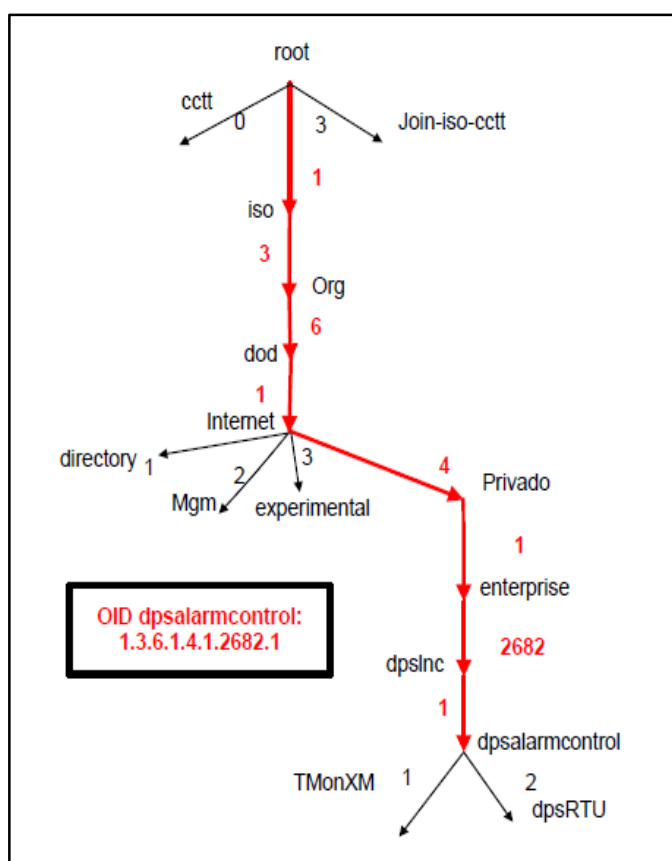 root
cctt
0
3
Join-iso-cctt
1
iso
3
Org
6
dod
1
Internet
directory
1
2
3
Mgm
experimental
4
Privado
1
enterprise
OID dpsalarmcontrol:
1.3.6.1.4.1.2682.1
2682
dpsInc
1
dpsalarmcontrol
TMonXM
1
2
dpsRTU